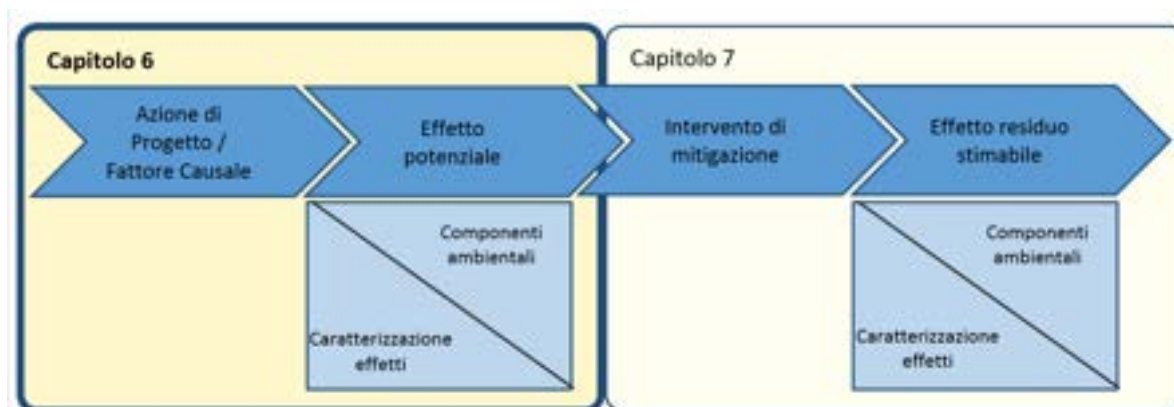 Capitolo 6
Capitolo 7
Azione di
Progetto /
Fattore Causale
Effetto
potenziale
Intervento di
mitigazione
Effetto residuo
stimabile
Componenti
ambientali
Caratterizzazione
effetti
Componenti
ambientali
Caratterizzazione
effetti